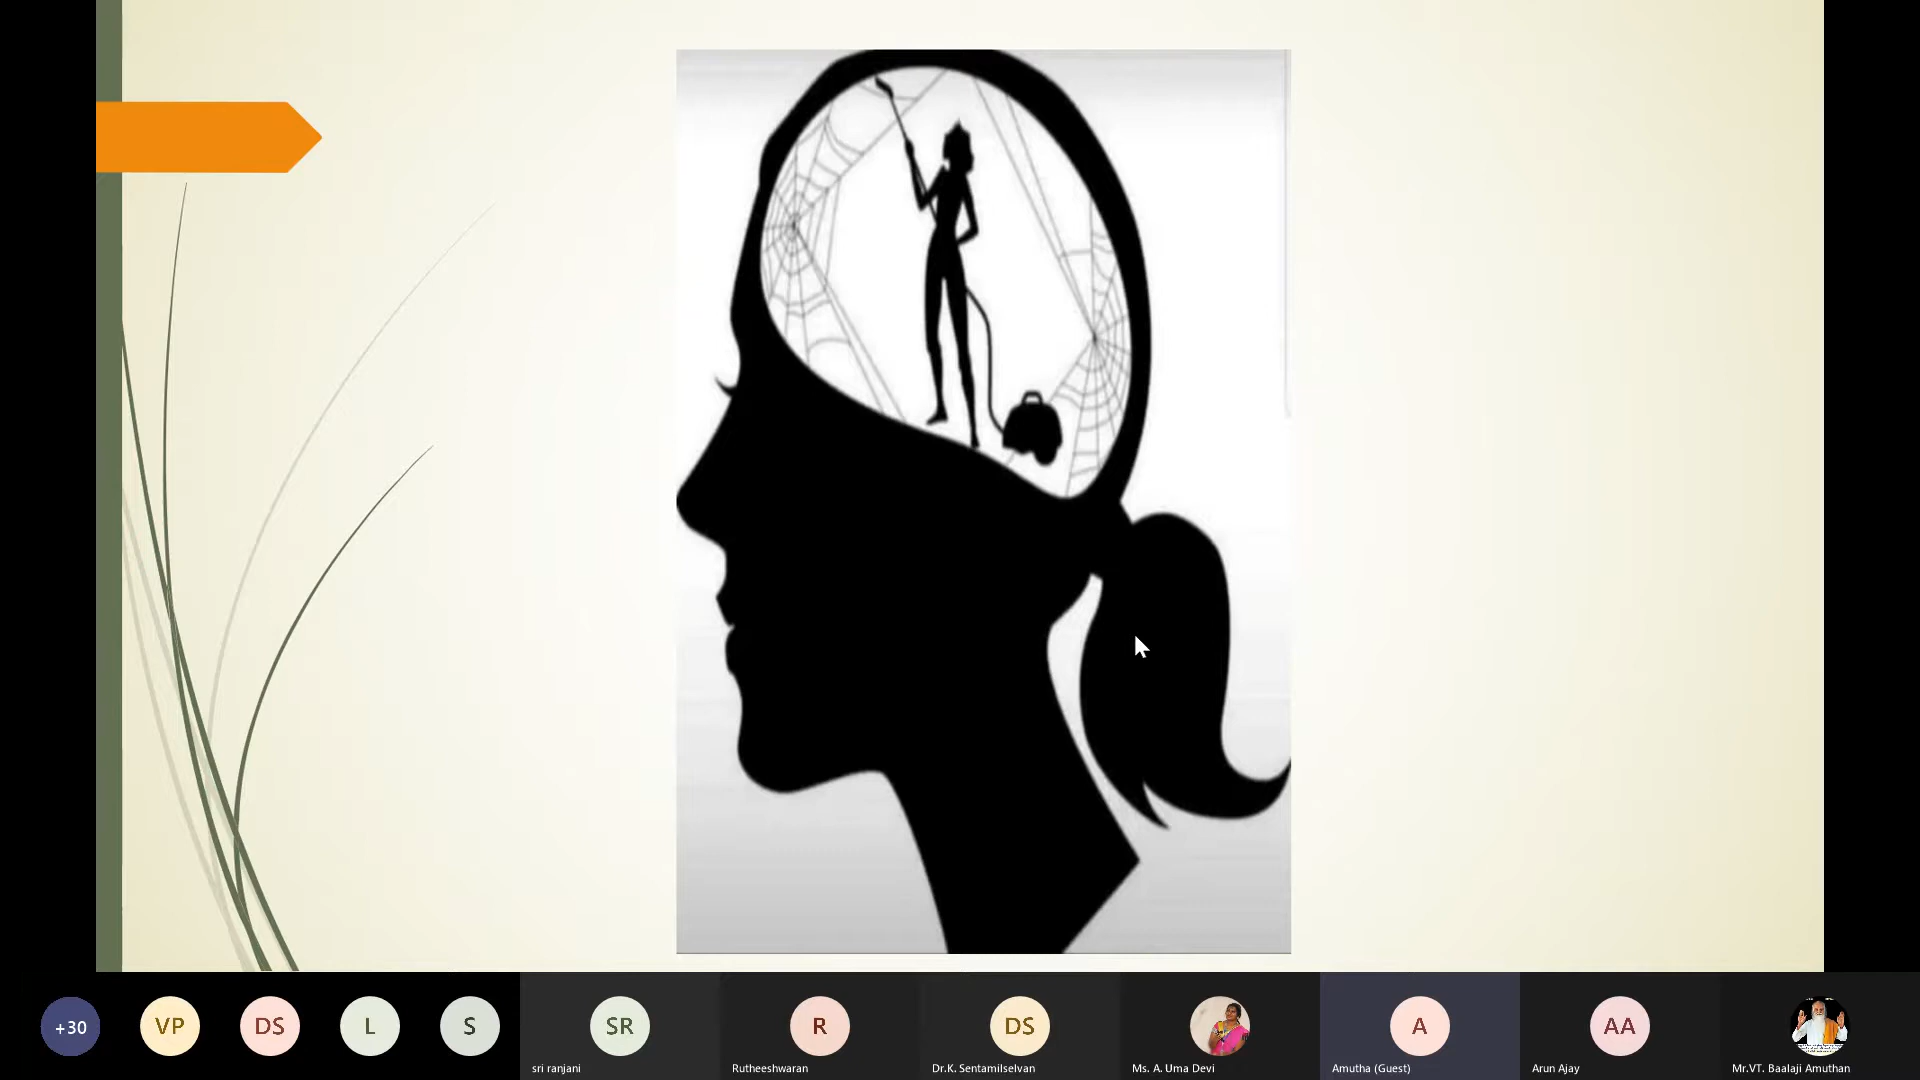 +30
VP
DS
L
S
SR
R
DS
A
AA
sri ranjani
Rutheeshwaran
Dr.K. Sentamilselvan
Ms. A. Uma Devi
Amutha (Guest)
Arun Ajay
Mr.VT. Baalaji Amuthan